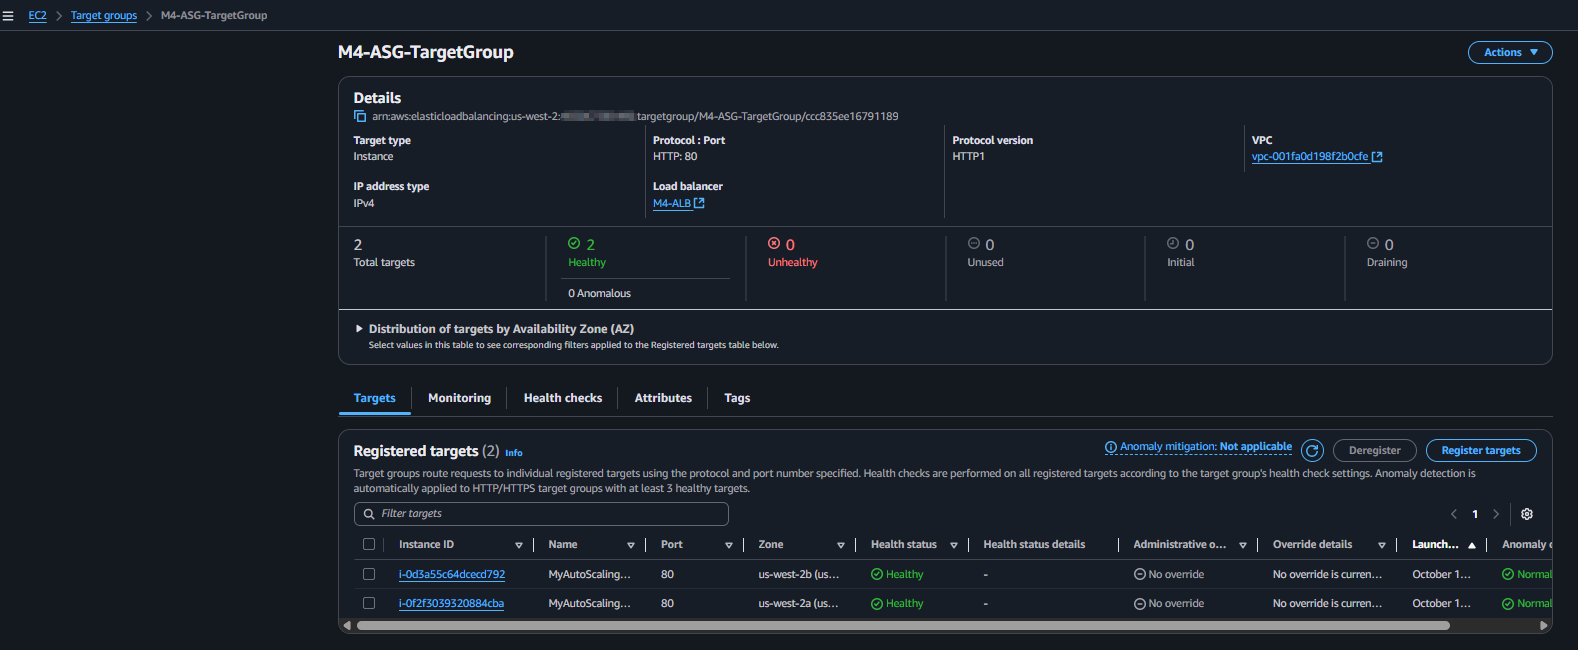 EC2 > Target groups > M4-ASG-TargetGroup
M4-ASG-TargetGroup
Actions
Details
arn:aws:elasticloadbalancing:us-west-2: :targetgroup/M4-ASG-TargetGroup/ccc835ee16791189
Target type
Instance
Protocol : Port
HTTP: 80
Protocol version
HTTP1
VPC
vpc-001fa0d198f2b0cfe
IP address type
IPv4
Load balancer
M4-ALB
2
Total targets
2
Healthy
0 Anomalous
0
Unhealthy
0
Unused
0
Initial
0
Draining
Distribution of targets by Availability Zone (AZ)
Select values in this table to see corresponding filters applied to the Registered targets table below.
Targets Monitoring Health checks Attributes Tags
Registered targets (2) Info
Anomaly mitigation: Not applicable Deregister Register targets
Target groups route requests to individual registered targets using the protocol and port number specified. Health checks are performed on all registered targets according to the target group's health check settings. Anomaly detection is
automatically applied to HTTP/HTTPS target groups with at least 3 healthy targets.
Filter targets
1
Instance ID Name Port Zone Health status Health status details Administrative o... Override details Launch... Anomaly
i-0d3a55c64dcecd792 MyAutoScaling... 80 us-west-2b (us... Healthy - No override No override is curren... October 1... Normal
i-0f2f3039320884cba MyAutoScaling... 80 us-west-2a (us... Healthy - No override No override is curren... October 1... Normal